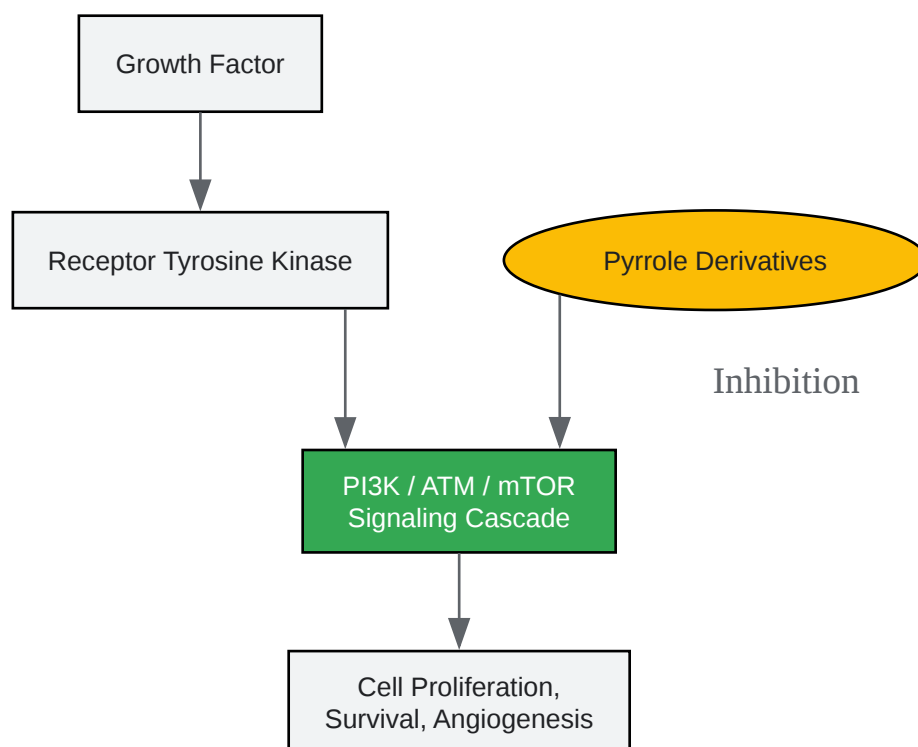 Growth Factor
Receptor Tyrosine Kinase
Pyrrole Derivatives
Inhibition
PI3K / ATM / mTOR
Signaling Cascade
Cell Proliferation,
Survival, Angiogenesis